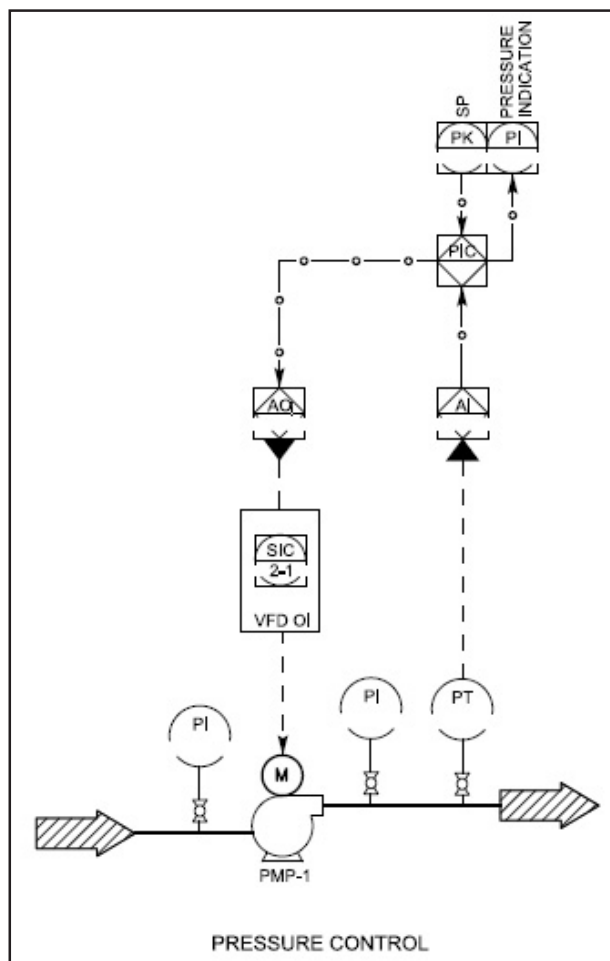 SP
PRESSURE
INDICATION
PK PI
PIC
AO AI
SIC
2-1
VFD OI
PI PI PT
M
PMP-1
PRESSURE CONTROL